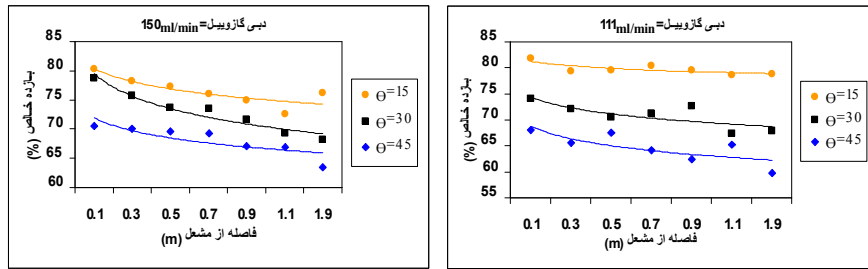 دبی گازوییل=150ml/min
85
80
75
70
65
60
بازده خالص (%)
0.1 0.3 0.5 0.7 0.9 1.1 1.9
فاصله از مشعل (m)
Θ=15
Θ=30
Θ=45
دبی گازوییل=111ml/min
85
80
75
70
65
60
55
بازده خالص (%)
0.1 0.3 0.5 0.7 0.9 1.1 1.9
فاصله از مشعل (m)
Θ=15
Θ=30
Θ=45